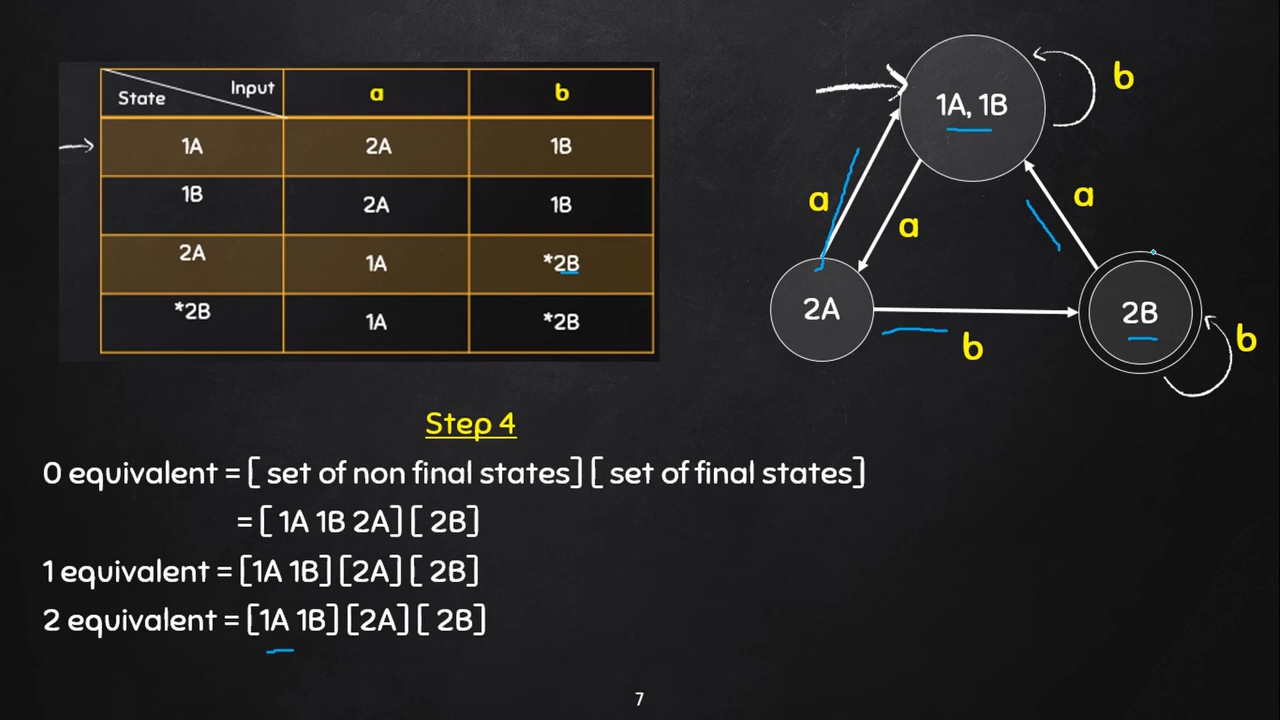 State Input a b
1A 2A 1B
1B 2A 1B
2A 1A *2B
*2B 1A *2B
1A, 1B
b
a
a
a
2A
2B
b
b
Step 4
0 equivalent = [ set of non final states] [ set of final states]
= [ 1A 1B 2A] [ 2B]
1 equivalent = [1A 1B] [2A] [ 2B]
2 equivalent = [1A 1B] [2A] [ 2B]
7